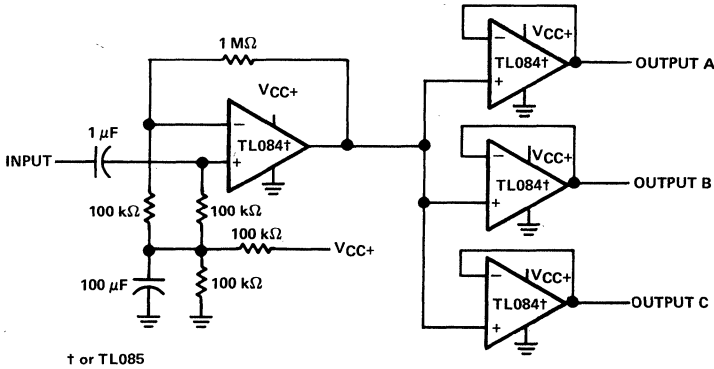 1 MΩ
VCC+
−
TL084†
+
1 µF
INPUT
100 kΩ
100 kΩ
100 kΩ
VCC+
100 µF
100 kΩ
−
VCC+
TL084†
+
OUTPUT A
−
VCC+
TL084†
+
OUTPUT B
−
VCC+
TL084†
+
OUTPUT C
† or TL085